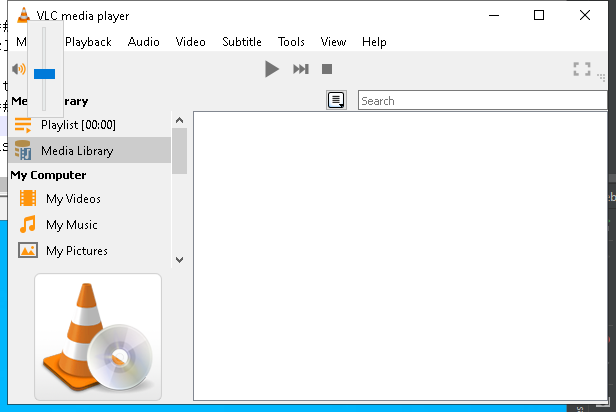 VLC media player
M Playback Audio Video Subtitle Tools View Help
Me rary
Search
Playlist [00:00]
Media Library
My Computer
My Videos
My Music
My Pictures